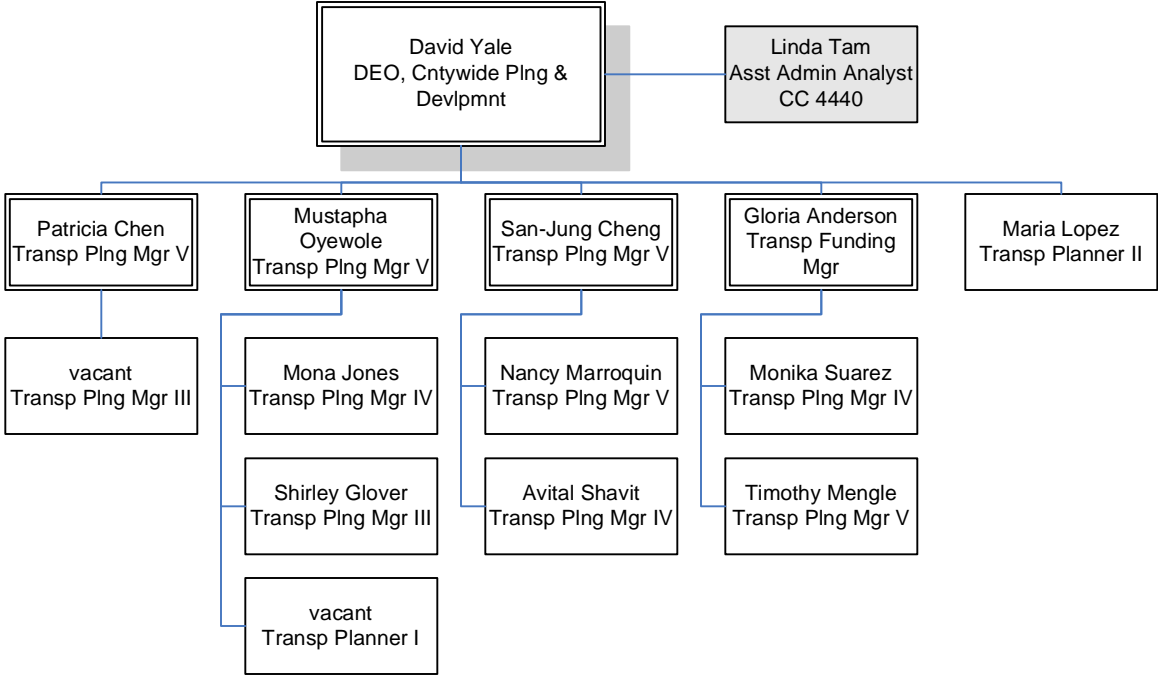 David Yale
DEO, Cntywide Plng &
Devlpmnt
Linda Tam
Asst Admin Analyst
CC 4440
Patricia Chen
Transp Plng Mgr V
Mustapha
Oyewole
Transp Plng Mgr V
San-Jung Cheng
Transp Plng Mgr V
Gloria Anderson
Transp Funding
Mgr
Maria Lopez
Transp Planner II
vacant
Transp Plng Mgr III
Mona Jones
Transp Plng Mgr IV
Nancy Marroquin
Transp Plng Mgr V
Monika Suarez
Transp Plng Mgr IV
Shirley Glover
Transp Plng Mgr III
Avital Shavit
Transp Plng Mgr IV
Timothy Mengle
Transp Plng Mgr V
vacant
Transp Planner I